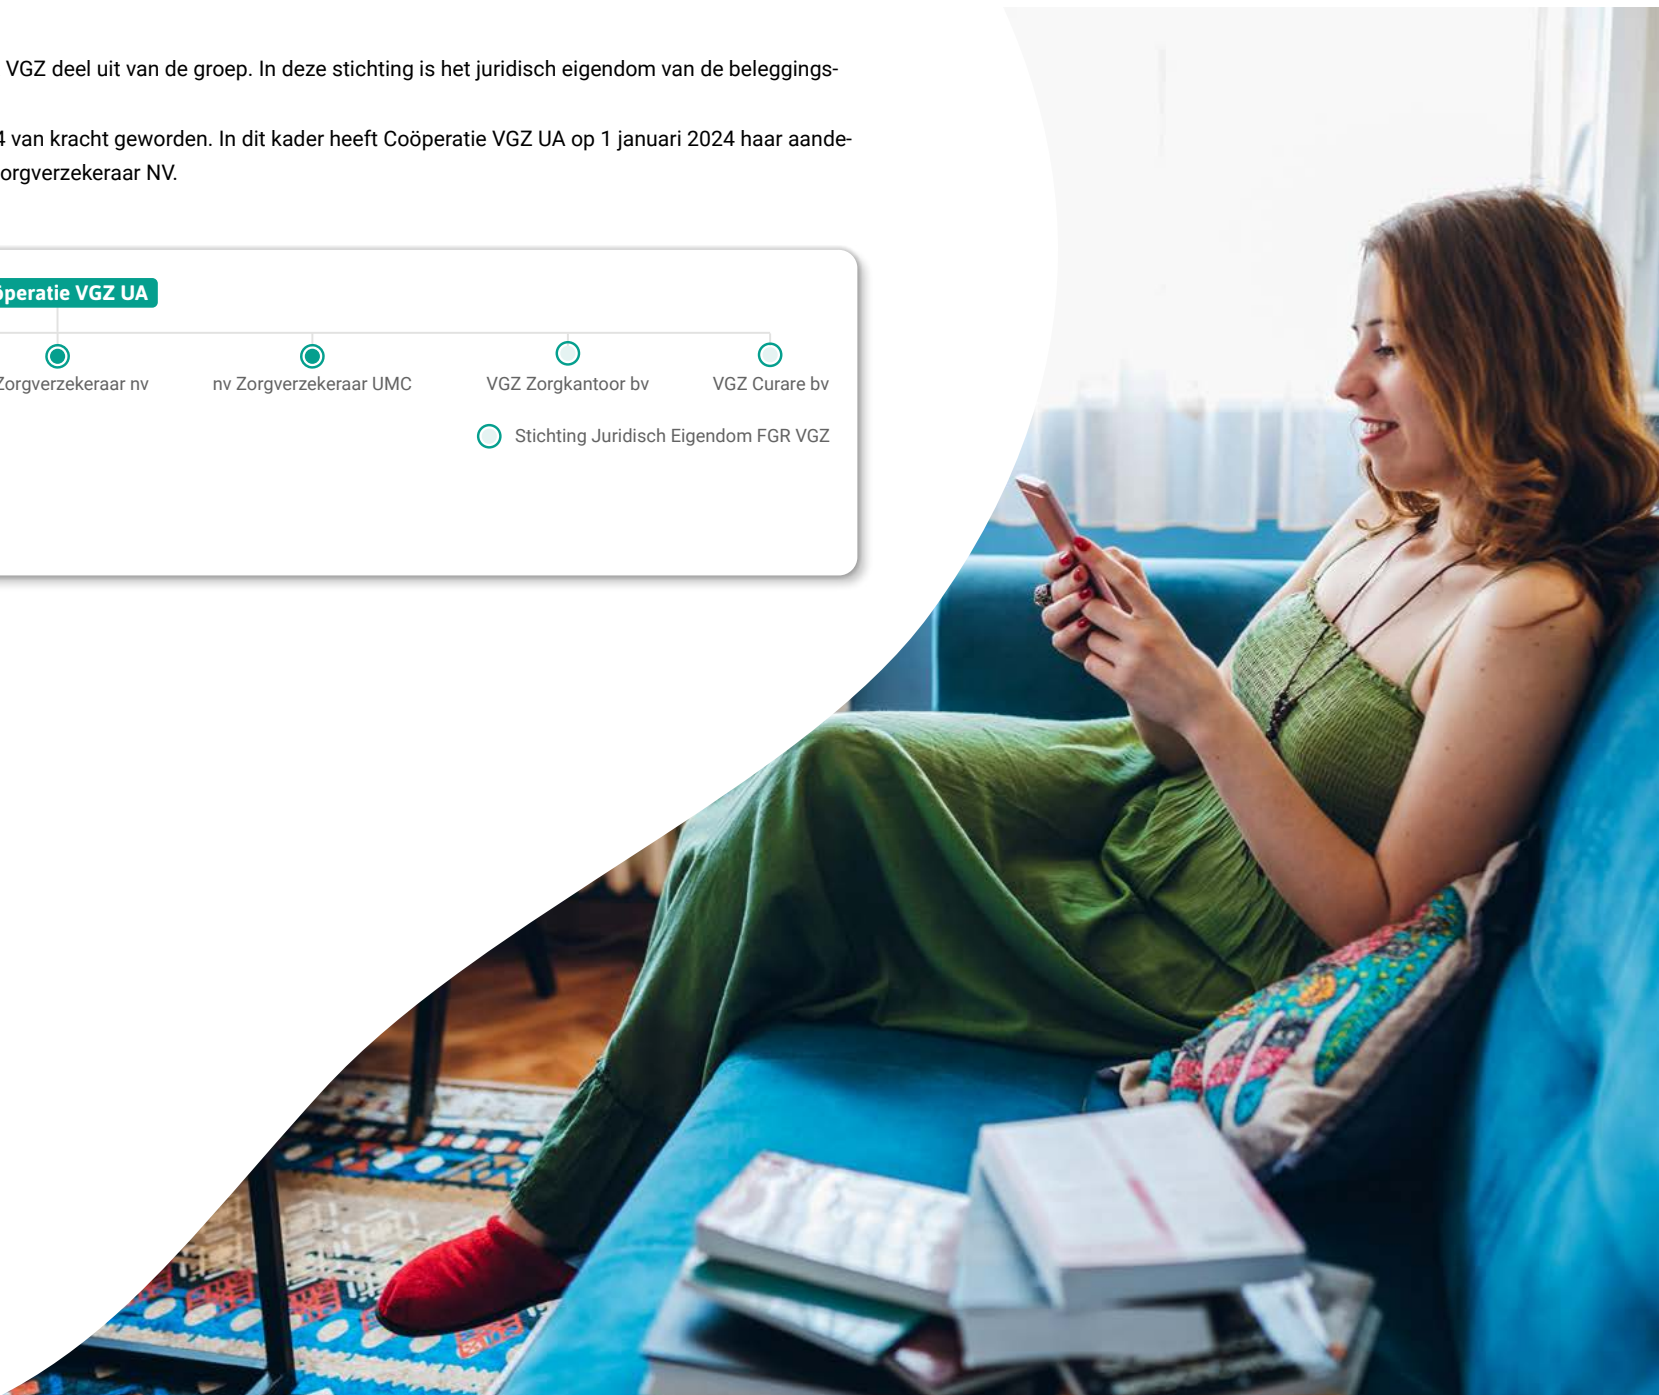 VGZ deel uit van de groep. In deze stichting is het juridisch eigendom van de beleggings-
4 van kracht geworden. In dit kader heeft Coöperatie VGZ UA op 1 januari 2024 haar aande-
orgverzekeraar NV.
öperatie VGZ UA
Zorgverzekeraar nv
nv Zorgverzekeraar UMC
VGZ Zorgkantoor bv
VGZ Curare bv
Stichting Juridisch Eigendom FGR VGZ